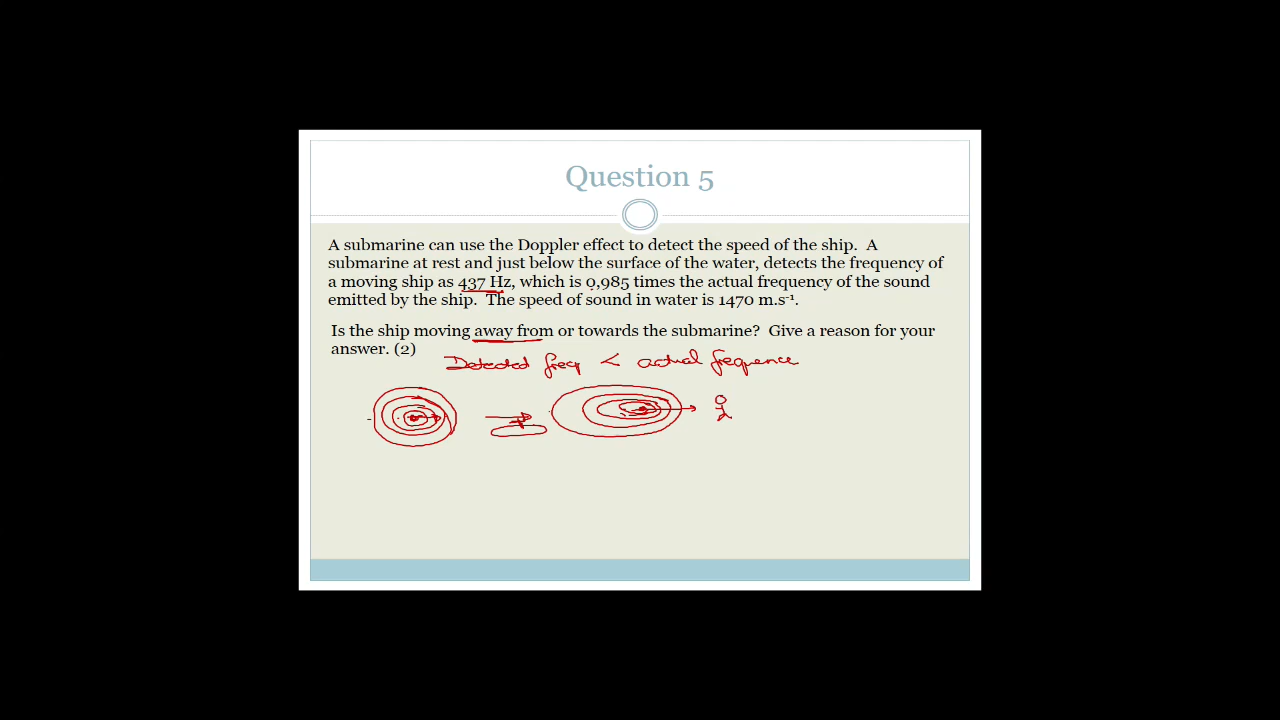 Question 5
A submarine can use the Doppler effect to detect the speed of the ship. A
submarine at rest and just below the surface of the water, detects the frequency of
a moving ship as 437 Hz, which is 0,985 times the actual frequency of the sound
emitted by the ship. The speed of sound in water is 1470 m.s⁻¹.
Is the ship moving away from or towards the submarine? Give a reason for your
answer. (2)
Detected freq < actual frequence